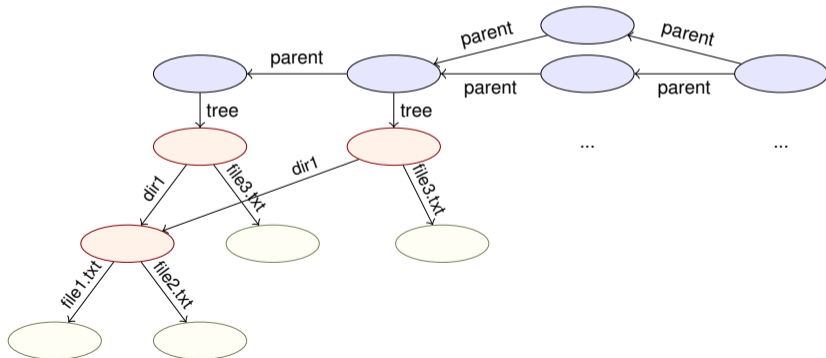 parent
parent
parent
parent
parent
tree
tree
...
...
dir1
file3.txt
dir1
file3.txt
file1.txt
file2.txt